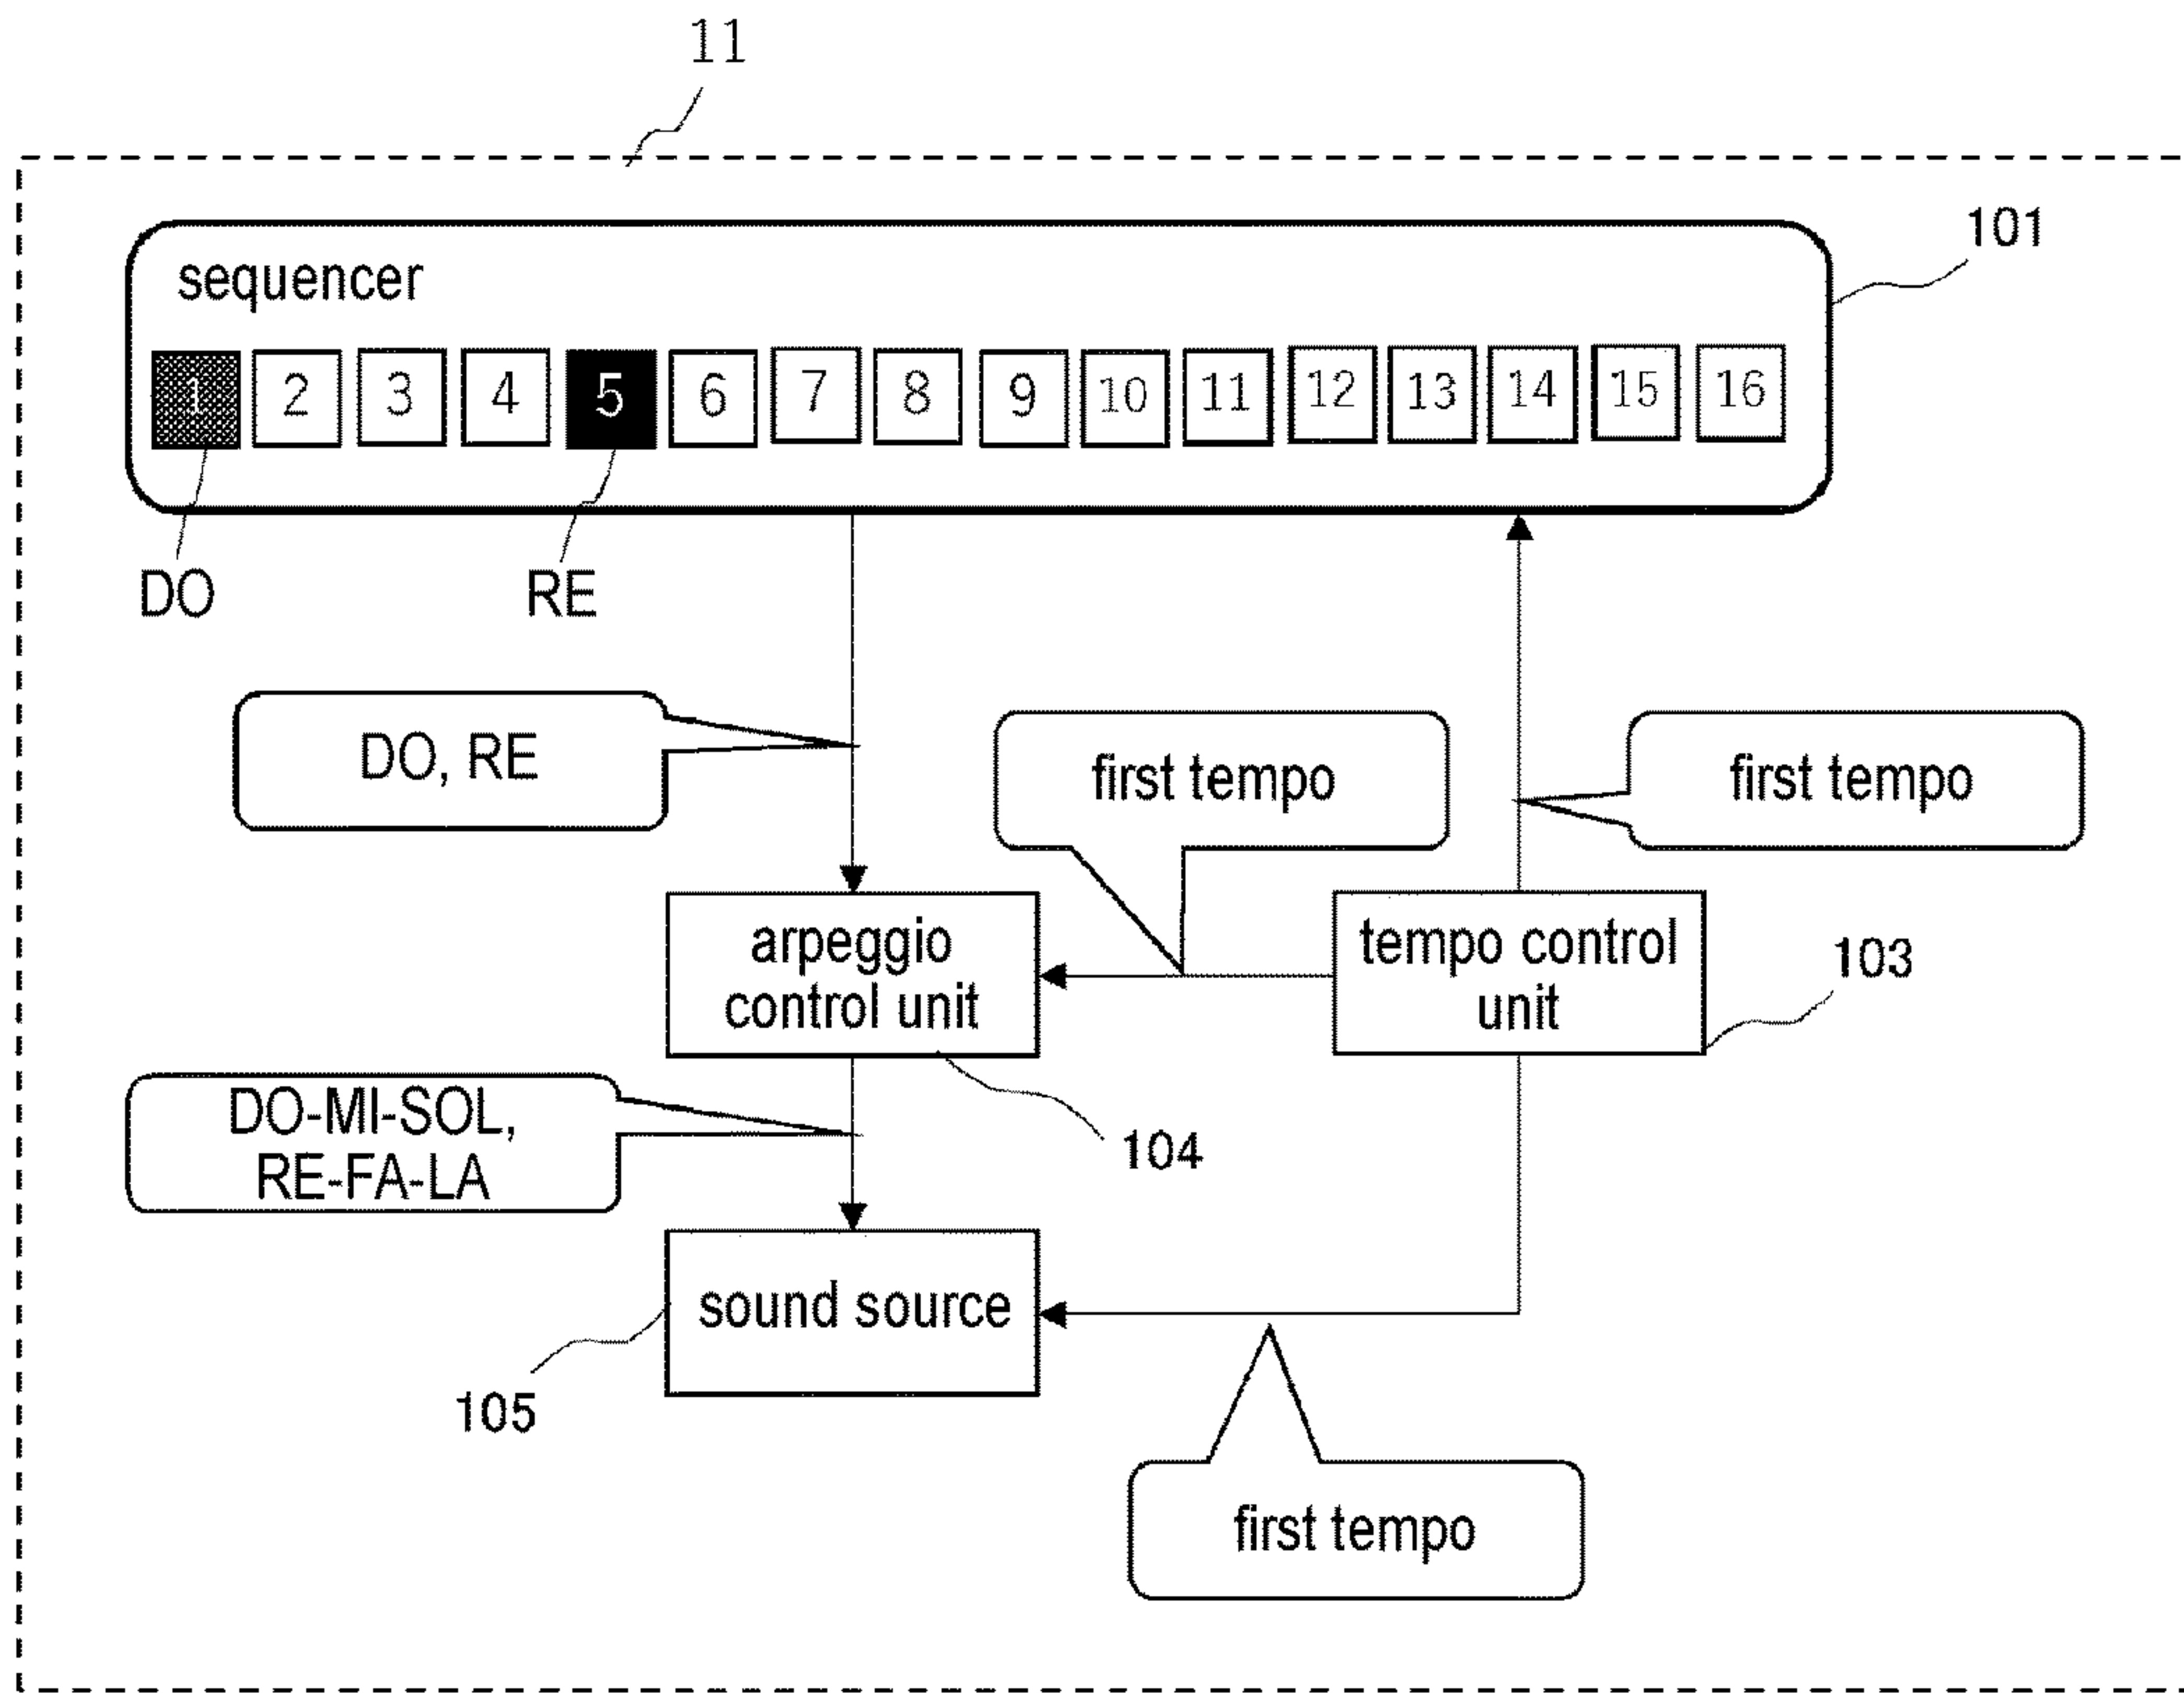 11
101
sequencer
1 2 3 4 5 6 7 8 9 10 11 12 13 14 15 16
DO
RE
DO, RE
first tempo
first tempo
arpeggio
control unit
tempo control
unit
103
DO-MI-SOL,
RE-FA-LA
104
sound source
105
first tempo